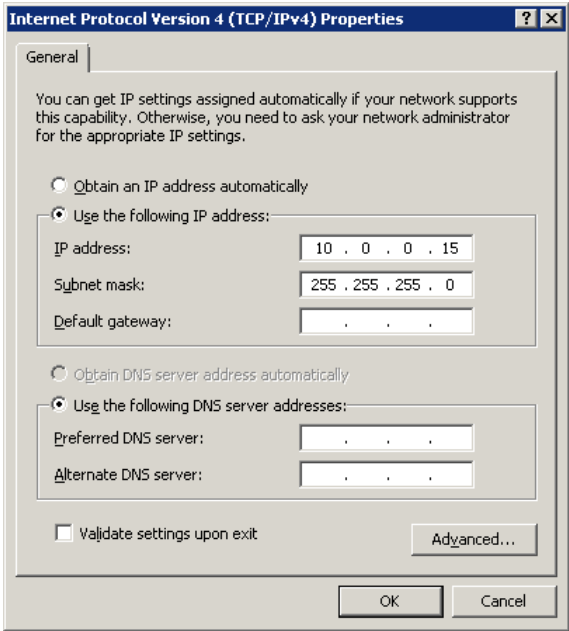 Internet Protocol Version 4 (TCP/IPv4) Properties
General
You can get IP settings assigned automatically if your network supports
this capability. Otherwise, you need to ask your network administrator
for the appropriate IP settings.
Obtain an IP address automatically
Use the following IP address:
IP address: 10 . 0 . 0 . 15
Subnet mask: 255 . 255 . 255 . 0
Default gateway: . . .
Obtain DNS server address automatically
Use the following DNS server addresses:
Preferred DNS server: . . .
Alternate DNS server: . . .
Validate settings upon exit
Advanced...
OK Cancel